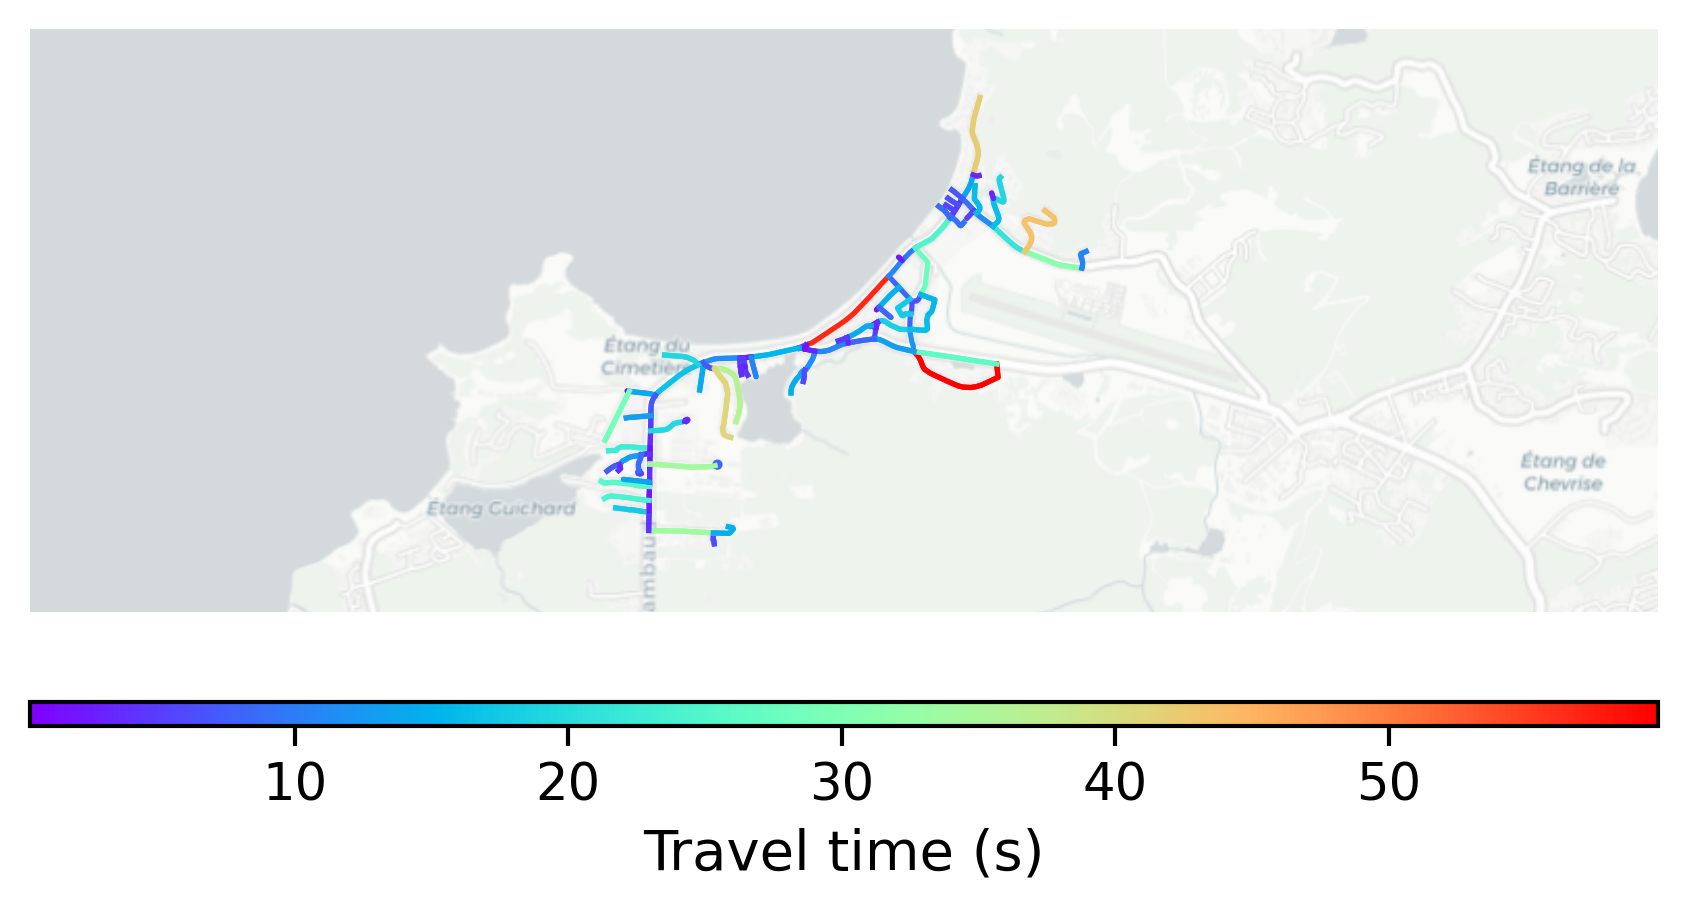 Étang de la
Barrière
Étang du
Cimetière
Étang de
Chevrise
Étang Guichard
ambau
10
20
30
40
50
Travel time (s)